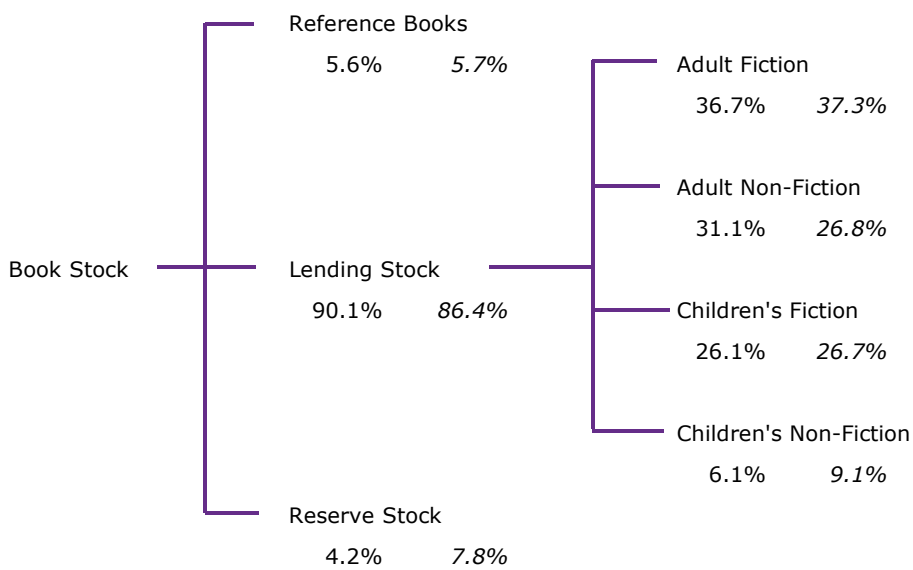 Reference Books
5.6% 5.7%
Adult Fiction
36.7% 37.3%
Adult Non-Fiction
31.1% 26.8%
Book Stock
Lending Stock
90.1% 86.4%
Children's Fiction
26.1% 26.7%
Children's Non-Fiction
6.1% 9.1%
Reserve Stock
4.2% 7.8%